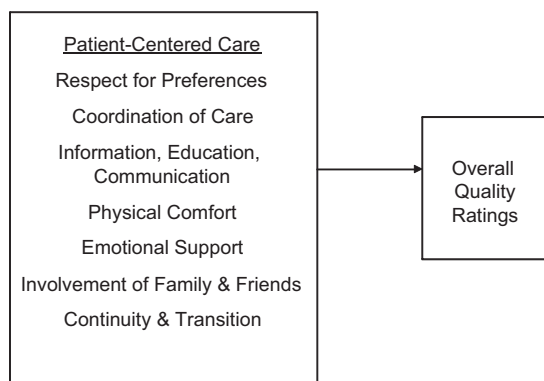 Patient-Centered Care
Respect for Preferences
Coordination of Care
Information, Education,
Communication
Physical Comfort
Emotional Support
Involvement of Family & Friends
Continuity & Transition
Overall
Quality
Ratings